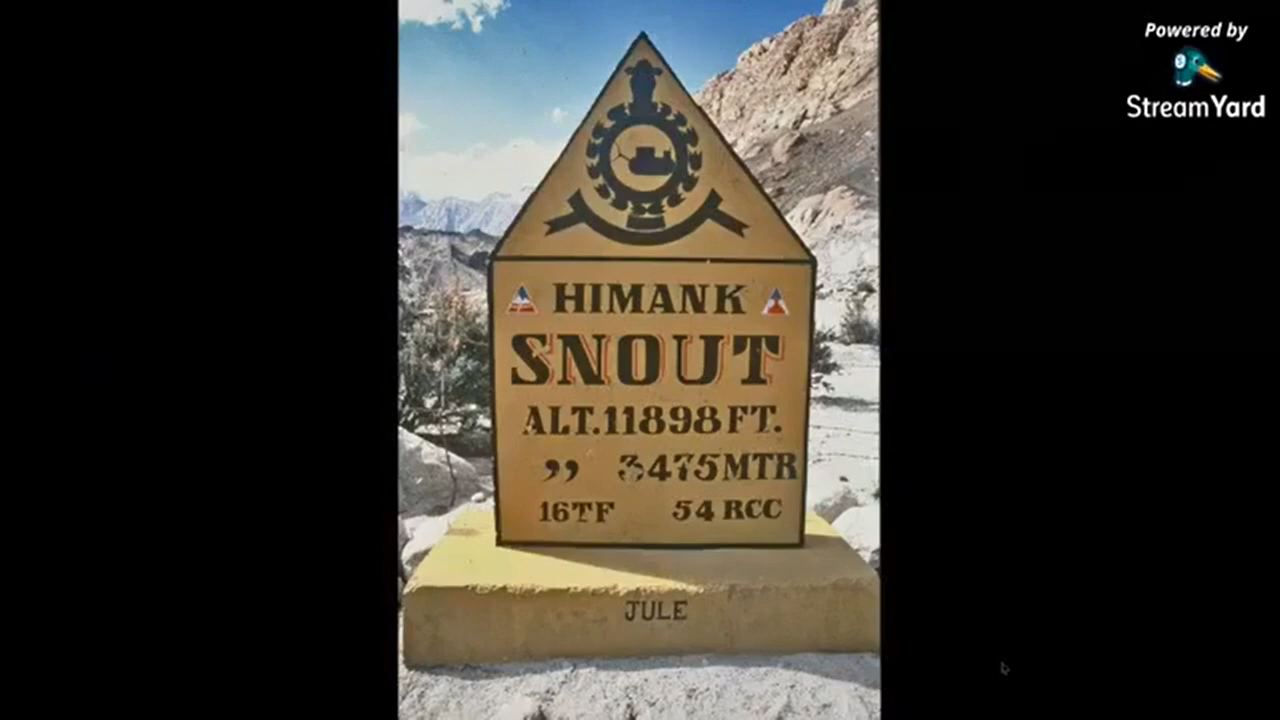 Powered by
StreamYard
HIMANK
SNOUT
ALT.11898FT.
,, 3475MTR
16TF 54 RCC
JULE